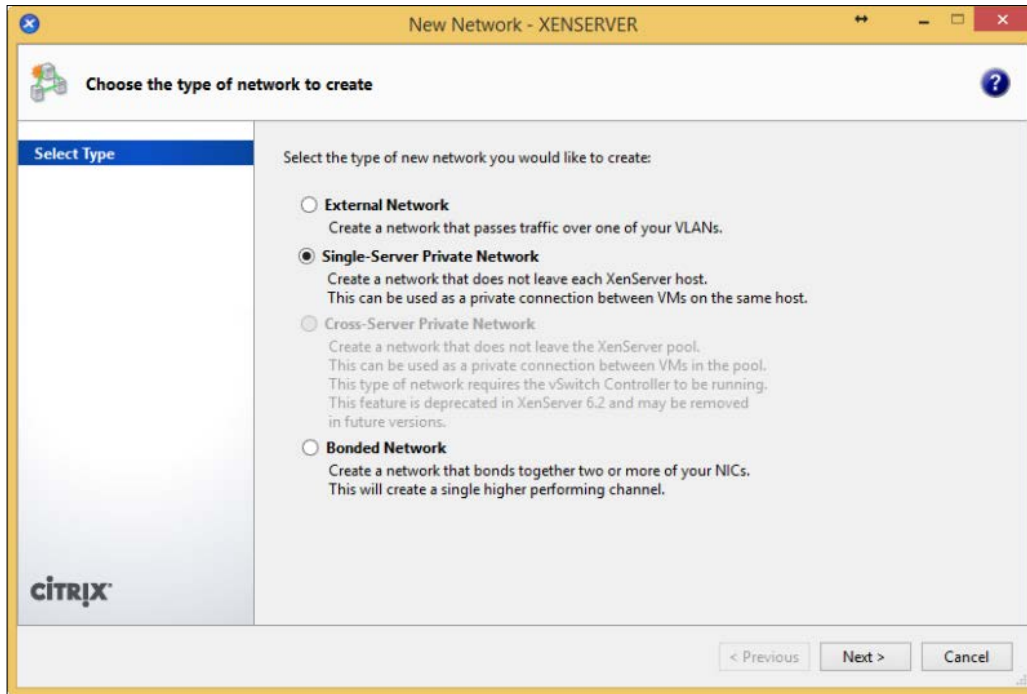 New Network - XENSERVER
Choose the type of network to create
?
Select Type
Select the type of new network you would like to create:
External Network
Create a network that passes traffic over one of your VLANs.
Single-Server Private Network
Create a network that does not leave each XenServer host.
This can be used as a private connection between VMs on the same host.
Cross-Server Private Network
Create a network that does not leave the XenServer pool.
This can be used as a private connection between VMs in the pool.
This type of network requires the vSwitch Controller to be running.
This feature is deprecated in XenServer 6.2 and may be removed
in future versions.
Bonded Network
Create a network that bonds together two or more of your NICs.
This will create a single higher performing channel.
CITRIX
< Previous
Next >
Cancel